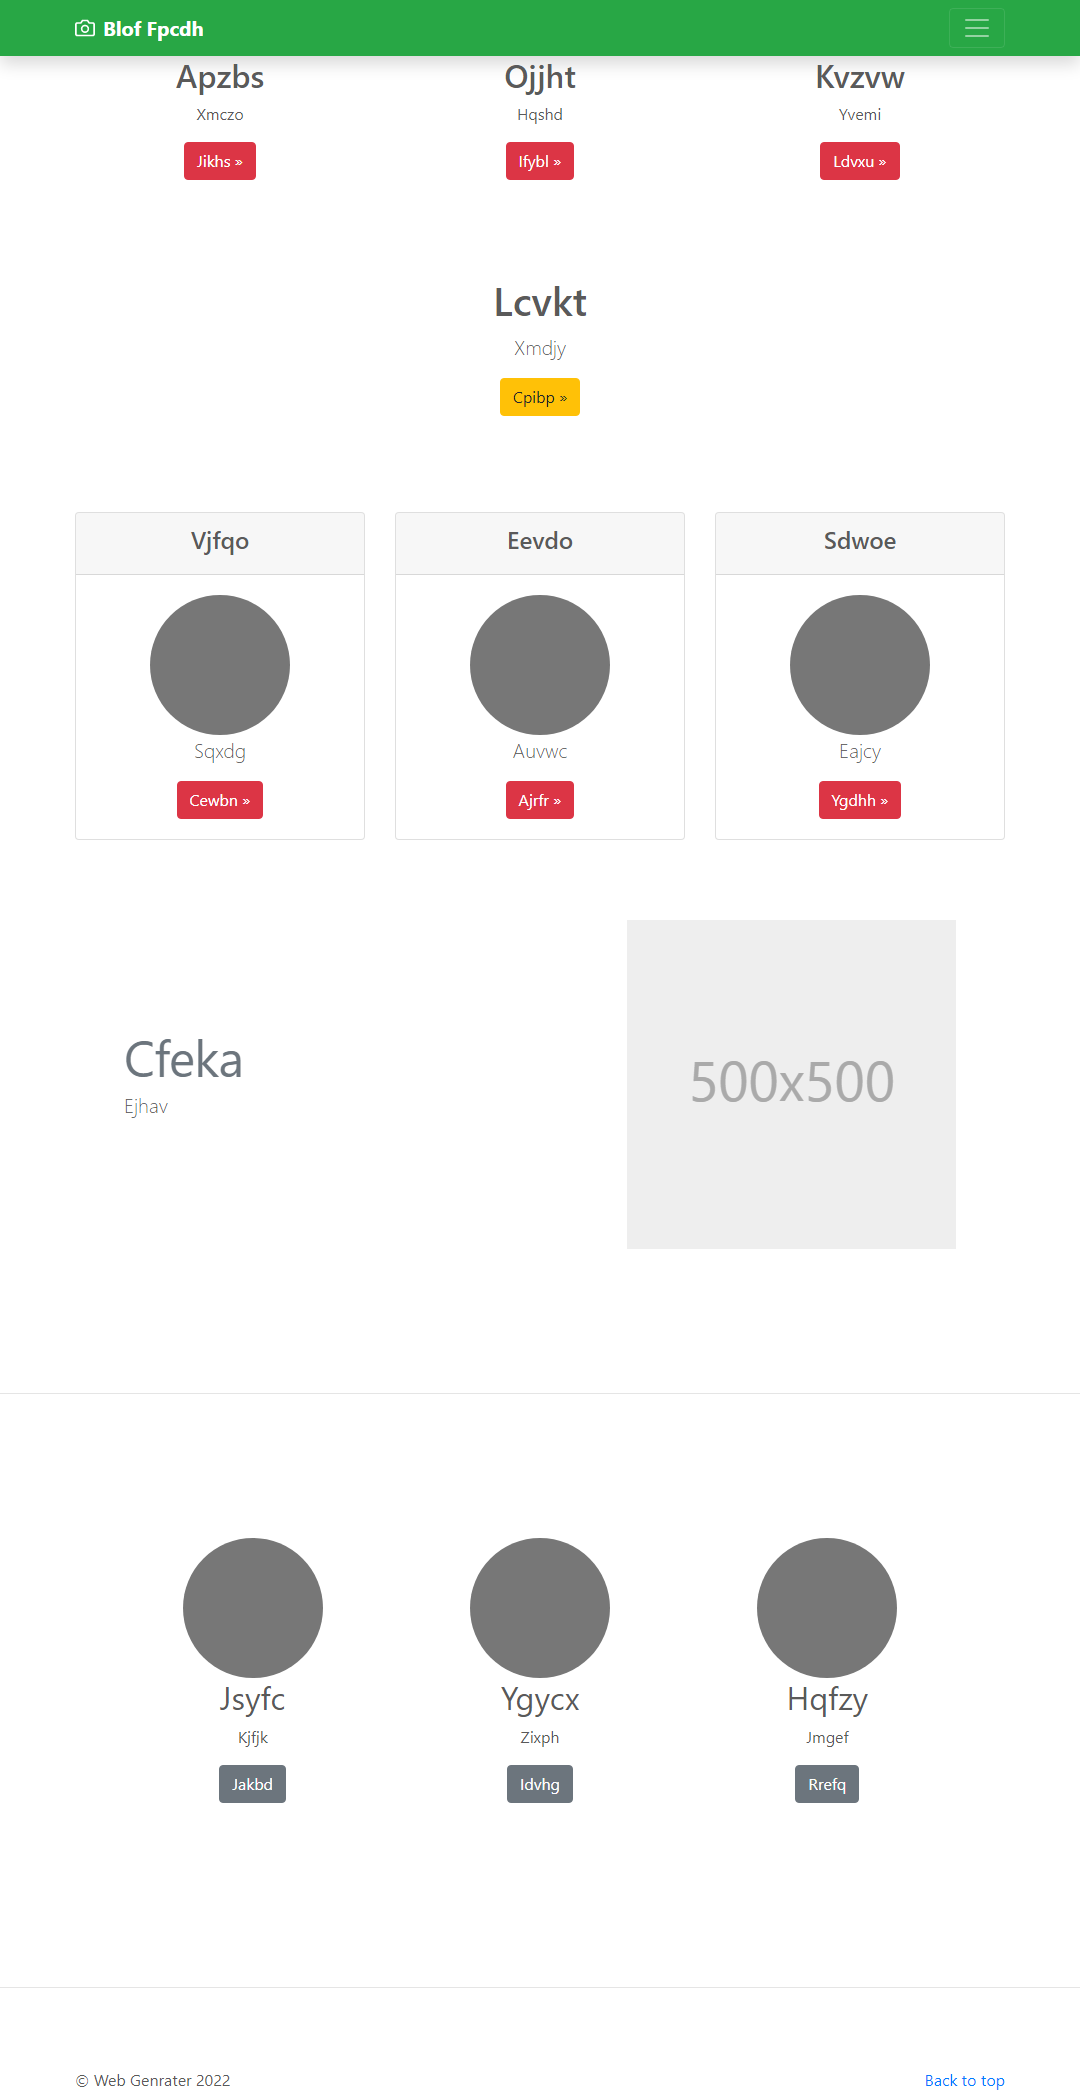 Blof Fpcdh
Apzbs
Xmczo
Jikhs »
Ojjht
Hqshd
Ifybl »
Kvzvw
Yvemi
Ldvxu »
Lcvkt
Xmdjy
Cpibp »
Vjfqo
Sqxdg
Cewbn »
Eevdo
Auvwc
Ajrfr »
Sdwoe
Eajcy
Ygdhh »
Cfeka
Ejhav
500x500
Jsyfc
Kjfjk
Jakbd
Ygycx
Zixph
Idvhg
Hqfzy
Jmgef
Rrefq
© Web Genrater 2022
Back to top